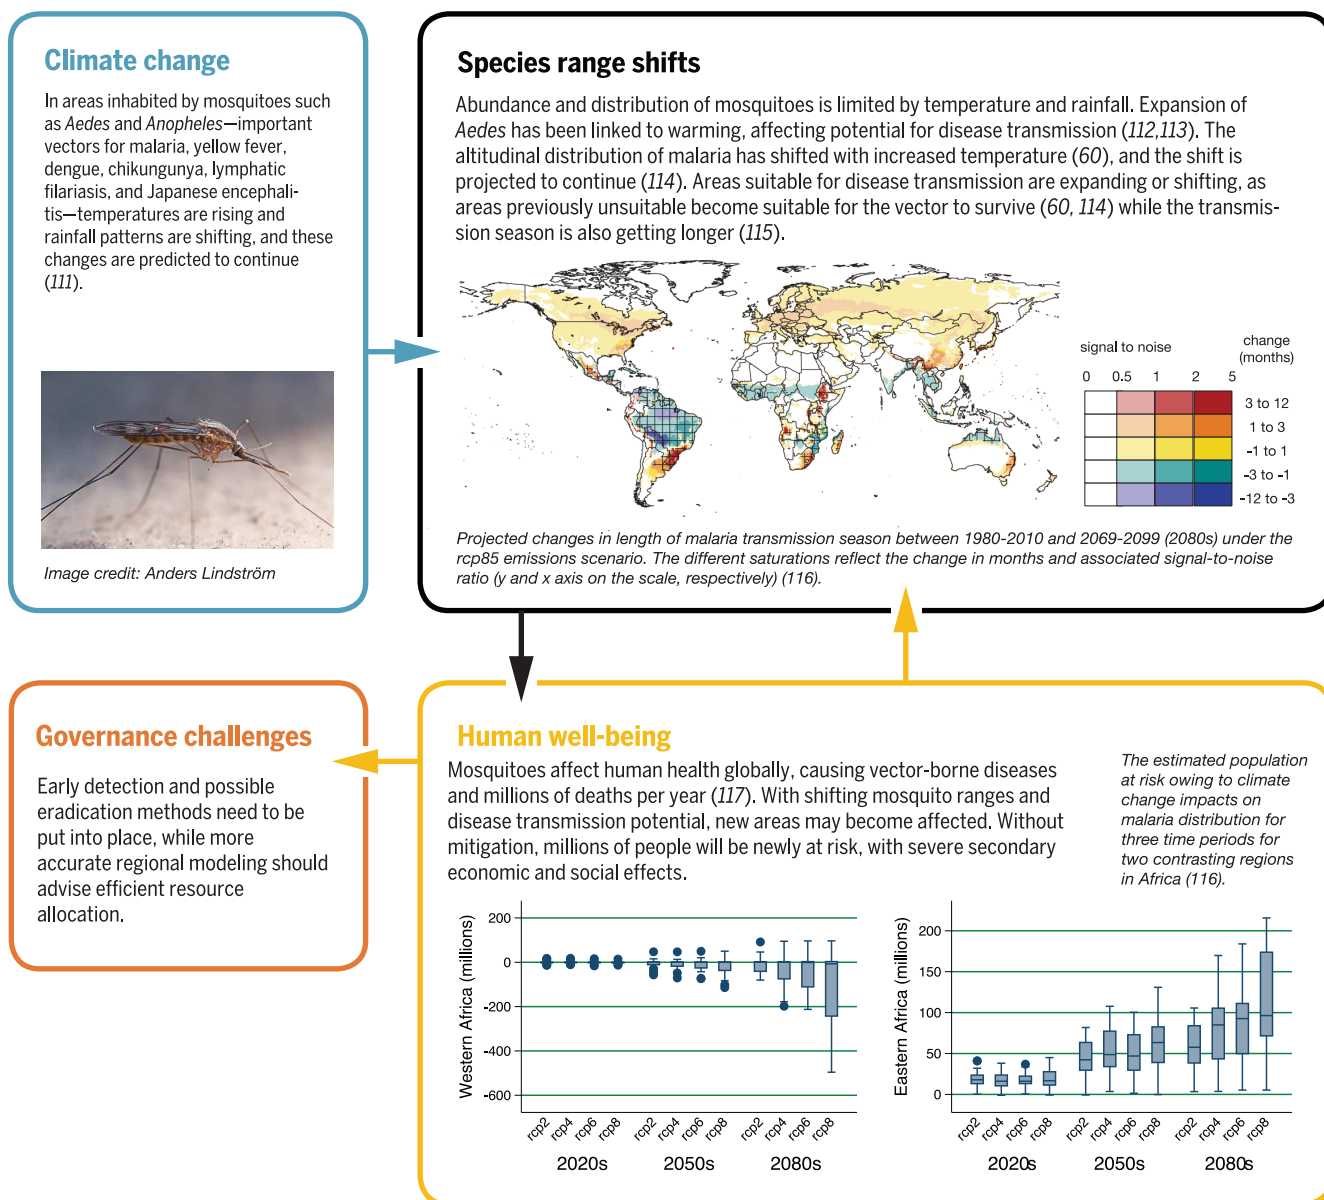 Climate change
In areas inhabited by mosquitoes such
as Aedes and Anopheles—important
vectors for malaria, yellow fever,
dengue, chikungunya, lymphatic
filariasis, and Japanese encephali-
tis—temperatures are rising and
rainfall patterns are shifting, and these
changes are predicted to continue
(111).
Image credit: Anders Lindström
Species range shifts
Abundance and distribution of mosquitoes is limited by temperature and rainfall. Expansion of
Aedes has been linked to warming, affecting potential for disease transmission (112,113). The
altitudinal distribution of malaria has shifted with increased temperature (60), and the shift is
projected to continue (114). Areas suitable for disease transmission are expanding or shifting, as
areas previously unsuitable become suitable for the vector to survive (60, 114) while the transmis-
sion season is also getting longer (115).
signal to noise
change
(months)
0 0.5 1 2 5
3 to 12
1 to 3
-1 to 1
-3 to -1
-12 to -3
Projected changes in length of malaria transmission season between 1980-2010 and 2069-2099 (2080s) under the
rcp85 emissions scenario. The different saturations reflect the change in months and associated signal-to-noise
ratio (y and x axis on the scale, respectively) (116).
Governance challenges
Early detection and possible
eradication methods need to be
put into place, while more
accurate regional modeling should
advise efficient resource
allocation.
Human well-being
Mosquitoes affect human health globally, causing vector-borne diseases
and millions of deaths per year (117). With shifting mosquito ranges and
disease transmission potential, new areas may become affected. Without
mitigation, millions of people will be newly at risk, with severe secondary
economic and social effects.
The estimated population
at risk owing to climate
change impacts on
malaria distribution for
three time periods for
two contrasting regions
in Africa (116).
Western Africa (millions)
200
0
-200
-400
-600
rcp2 rcp4 rcp6 rcp8 rcp2 rcp4 rcp6 rcp8 rcp2 rcp4 rcp6 rcp8
2020s 2050s 2080s
Eastern Africa (millions)
200
150
100
50
0
rcp2 rcp4 rcp6 rcp8 rcp2 rcp4 rcp6 rcp8 rcp2 rcp4 rcp6 rcp8
2020s 2050s 2080s